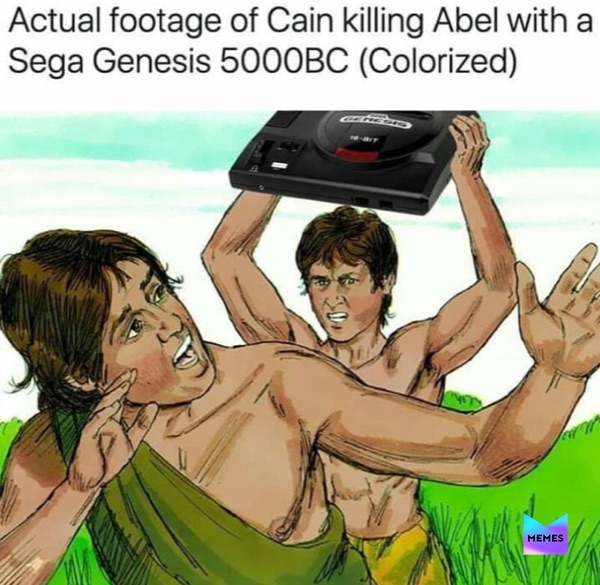 Actual footage of Cain killing Abel with a
Sega Genesis 5000BC (Colorized)
GENESIS
16-BIT
MEMES